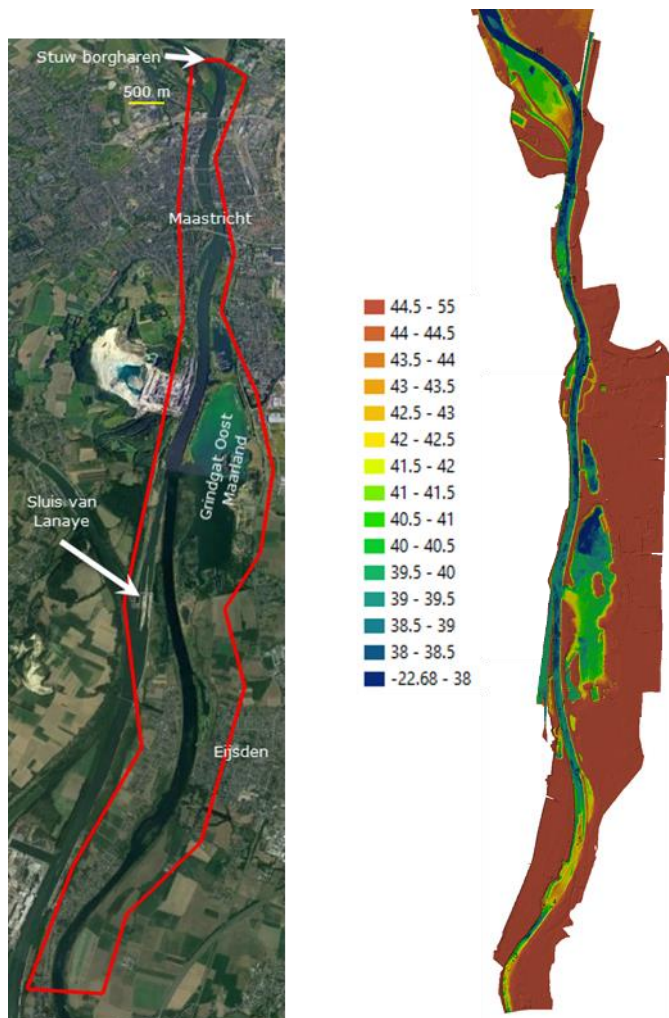 Stuw borgharen
500 m
Maastricht
Grindgat Oost
Maarland
Sluis van
Lanaye
Eijsden
44.5 - 55
44 - 44.5
43.5 - 44
43 - 43.5
42.5 - 43
42 - 42.5
41.5 - 42
41 - 41.5
40.5 - 41
40 - 40.5
39.5 - 40
39 - 39.5
38.5 - 39
38 - 38.5
-22.68 - 38